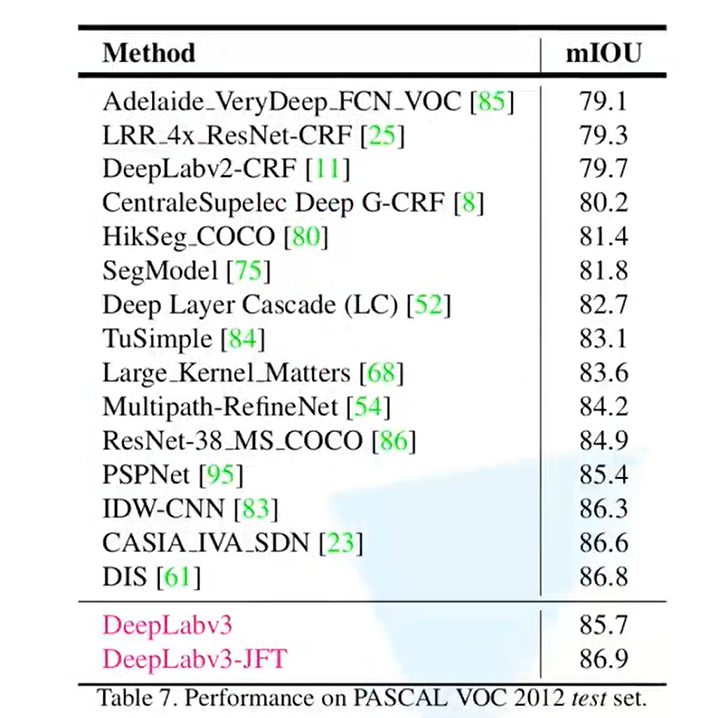 Method mIOU
Adelaide_VeryDeep_FCN_VOC [85] 79.1
LRR_4x_ResNet-CRF [25] 79.3
DeepLabv2-CRF [11] 79.7
CentraleSupelec Deep G-CRF [8] 80.2
HikSeg_COCO [80] 81.4
SegModel [75] 81.8
Deep Layer Cascade (LC) [52] 82.7
TuSimple [84] 83.1
Large_Kernel_Matters [68] 83.6
Multipath-RefineNet [54] 84.2
ResNet-38_MS_COCO [86] 84.9
PSPNet [95] 85.4
IDW-CNN [83] 86.3
CASIA_IVA_SDN [23] 86.6
DIS [61] 86.8
DeepLabv3 85.7
DeepLabv3-JFT 86.9
Table 7. Performance on PASCAL VOC 2012 test set.